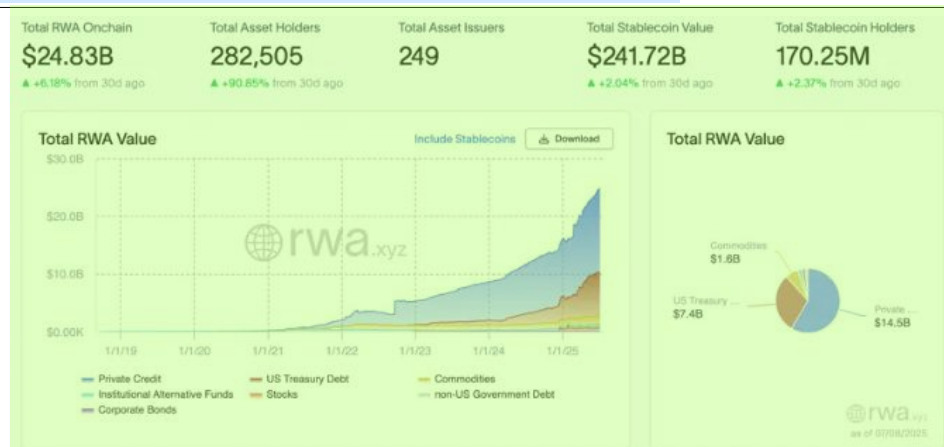 Total RWA Onchain
$24.83B
▲ +6.18% from 30d ago
Total Asset Holders
282,505
▲ +90.85% from 30d ago
Total Asset Issuers
249
Total Stablecoin Value
$241.72B
▲ +2.04% from 30d ago
Total Stablecoin Holders
170.25M
▲ +2.37% from 30d ago
Total RWA Value
Include Stablecoins
Download
$30.0B
$20.0B
$10.0B
$0.00K
rwa.xyz
1/1/19 1/1/20 1/1/21 1/1/22 1/1/23 1/1/24 1/1/25
Private Credit
US Treasury Debt
Commodities
Institutional Alternative Funds
Stocks
non-US Government Debt
Corporate Bonds
Total RWA Value
Commodities
$1.6B
US Treasury ...
$7.4B
Private ...
$14.5B
rwa.xyz
as of 07/08/2025